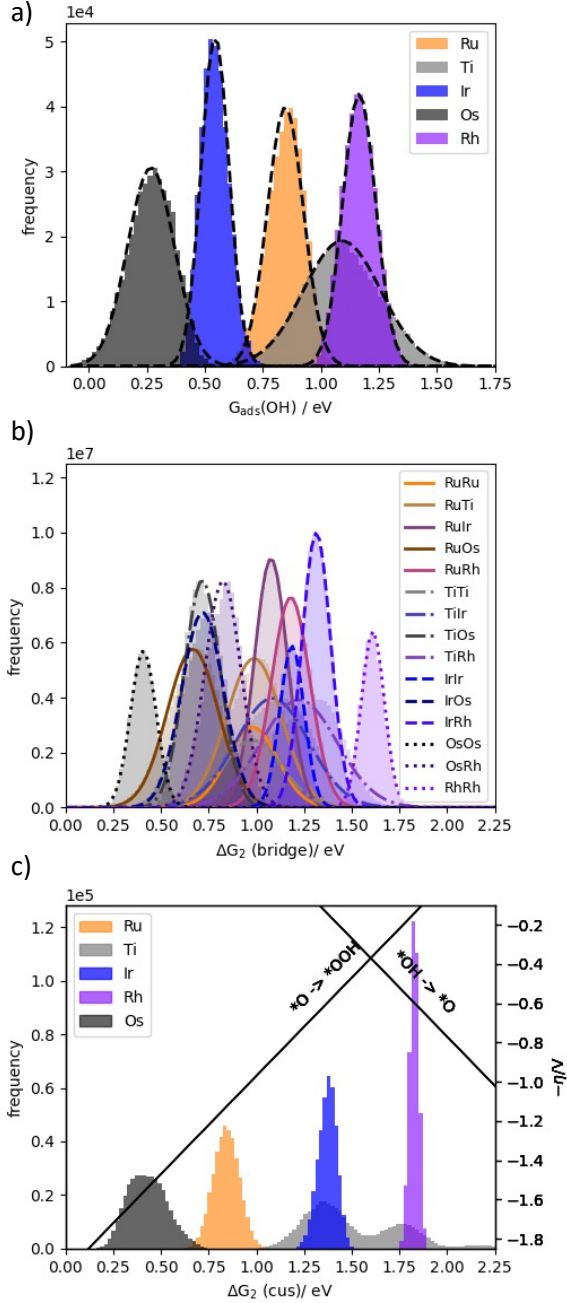 a)
1e4
5
4
3
2
1
0
frequency
Ru
Ti
Ir
Os
Rh
0.00 0.25 0.50 0.75 1.00 1.25 1.50 1.75
G_ads(OH) / eV
b)
1e7
1.2
1.0
0.8
0.6
0.4
0.2
0.0
frequency
RuRu
RuTi
RuIr
RuOs
RuRh
TiTi
TiIr
TiOs
TiRh
IrIr
IrOs
IrRh
OsOs
OsRh
RhRh
0.00 0.25 0.50 0.75 1.00 1.25 1.50 1.75 2.00 2.25
ΔG₂ (bridge)/ eV
c)
1e5
1.2
1.0
0.8
0.6
0.4
0.2
0.0
frequency
Ru
Ti
Ir
Rh
Os
*O -> *OOH
*OH -> *O
−0.2
−0.4
−0.6
−0.8
−1.0
−1.2
−1.4
−1.6
−1.8
−η/V
0.00 0.25 0.50 0.75 1.00 1.25 1.50 1.75 2.00 2.25
ΔG₂ (cus)/ eV